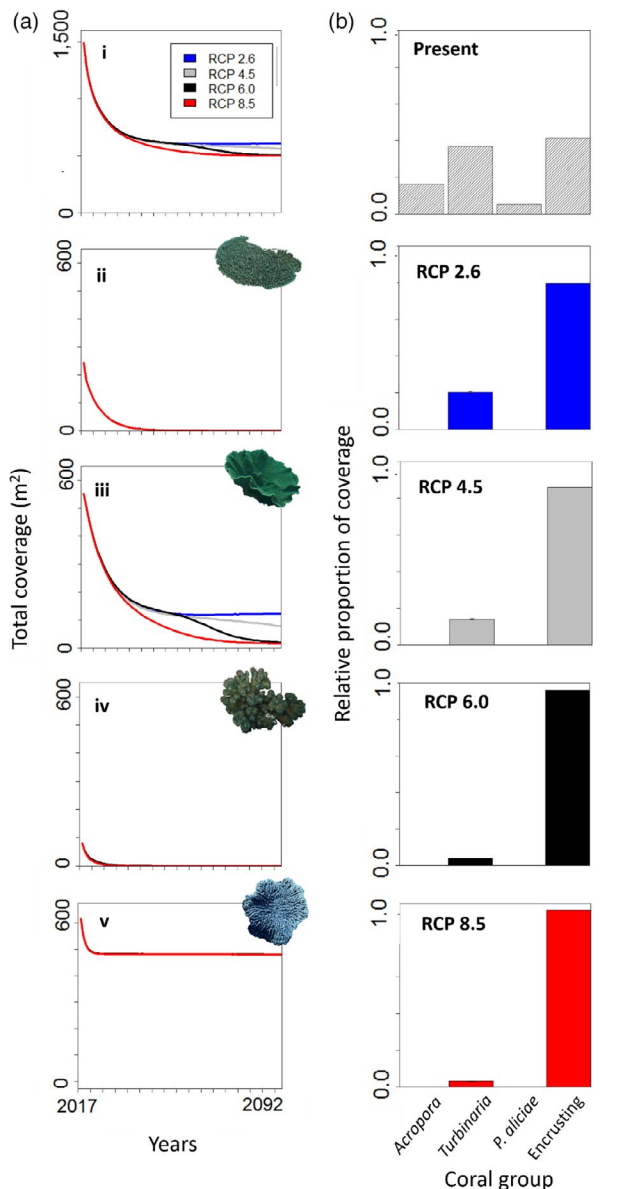 (a)
1,500
0
i
RCP 2.6
RCP 4.5
RCP 6.0
RCP 8.5
600
0
ii
600
0
iii
600
0
iv
600
0
v
2017
2092
Total coverage (m²)
Years
(b)
1.0
0.0
Present
1.0
0.0
RCP 2.6
1.0
0.0
RCP 4.5
1.0
0.0
RCP 6.0
1.0
0.0
RCP 8.5
Relative proportion of coverage
Acropora
Turbinaria
P. aliciae
Encrusting
Coral group